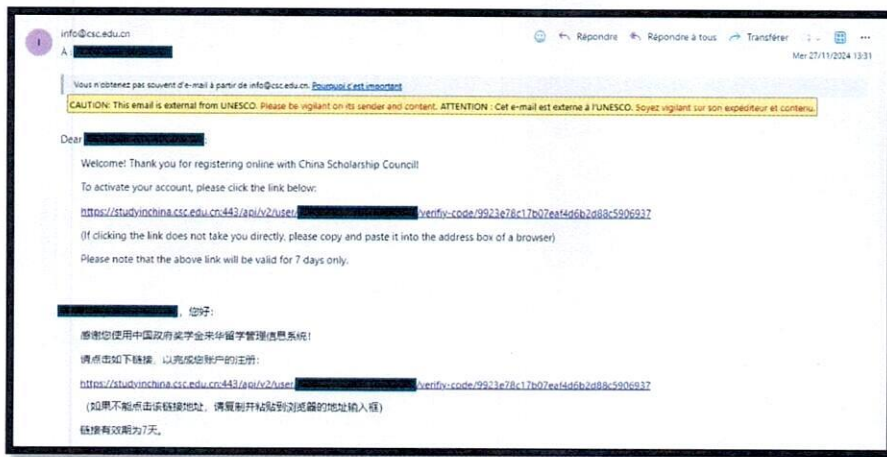 I
info@csc.edu.cn
À :
Répondre
Répondre à tous
Transférer
Mer 27/11/2024 13:31
Vous n'obtenez pas souvent d'e-mail à partir de info@csc.edu.cn. Pourquoi c'est important
CAUTION: This email is external from UNESCO. Please be vigilant on its sender and content. ATTENTION : Cet e-mail est externe à l'UNESCO. Soyez vigilant sur son expéditeur et contenu.
Dear :
Welcome! Thank you for registering online with China Scholarship Council!
To activate your account, please click the link below:
https://studyinchina.csc.edu.cn:443/api/v2/user/ /verifiy-code/9923e78c17b07eaf4d6b2d88c5906937
(If clicking the link does not take you directly, please copy and paste it into the address box of a browser)
Please note that the above link will be valid for 7 days only.
，您好：
感谢您使用中国政府奖学金来华留学管理信息系统！
请点击如下链接，以完成您账户的注册：
https://studyinchina.csc.edu.cn:443/api/v2/user/ /verifiy-code/9923e78c17b07eaf4d6b2d88c5906937
（如果不能点击该链接地址，请复制并粘贴到浏览器的地址输入框）
链接有效期为7天。